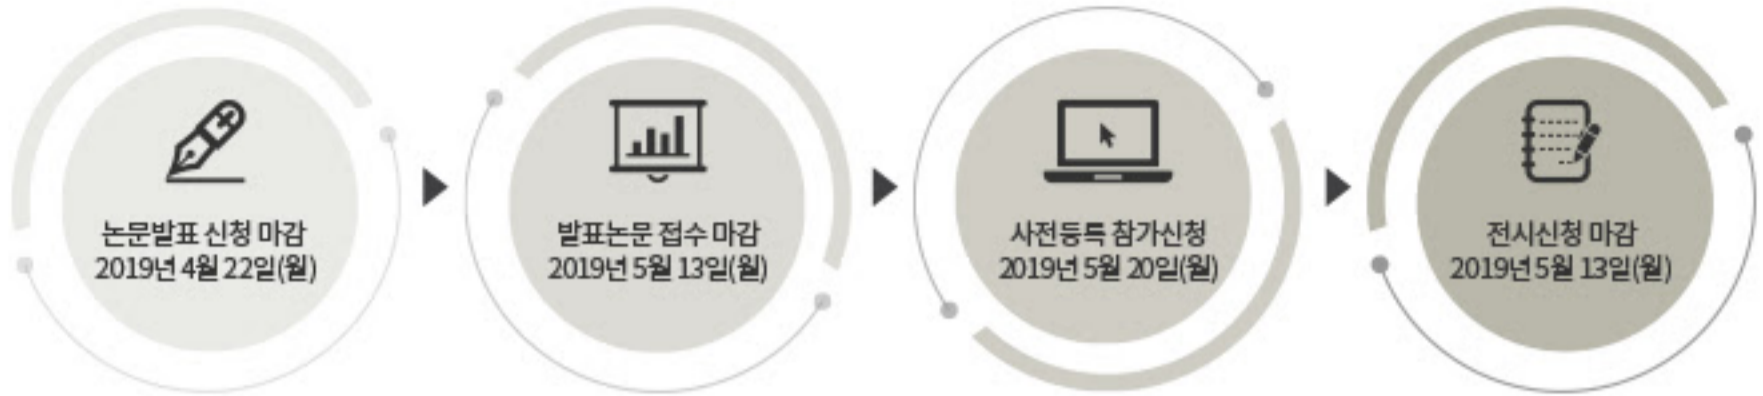 논문발표 신청 마감
2019년 4월 22일(월)
발표논문 접수 마감
2019년 5월 13일(월)
사전등록 참가신청
2019년 5월 20일(월)
전시신청 마감
2019년 5월 13일(월)